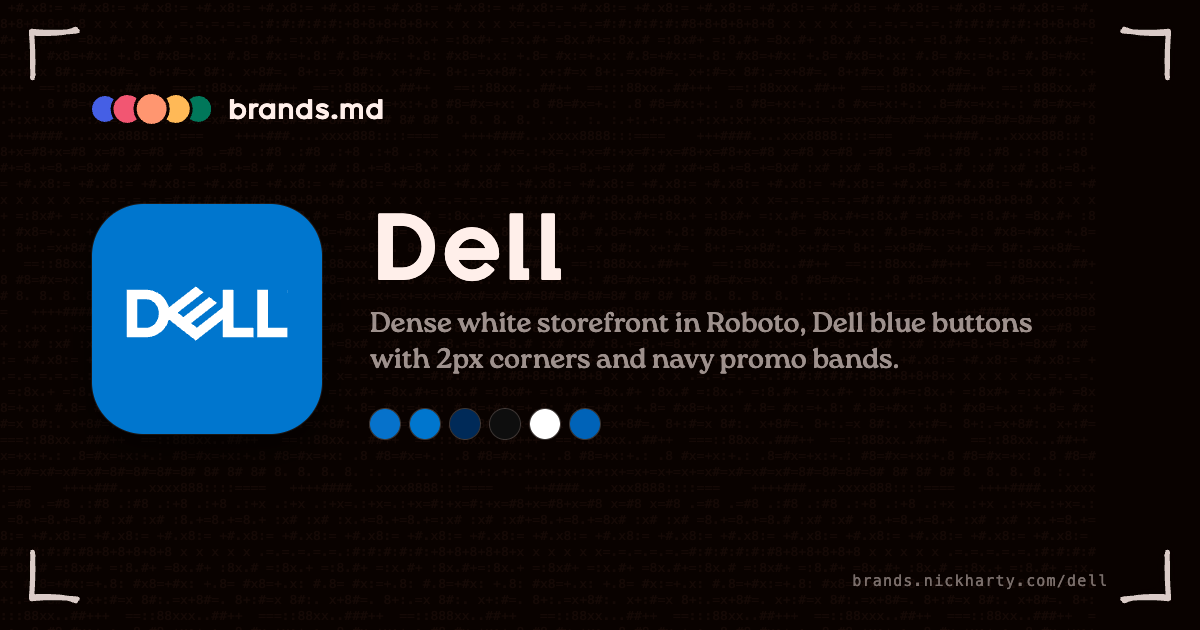 brands.md
DELL
Dell
Dense white storefront in Roboto, Dell blue buttons
with 2px corners and navy promo bands.
brands.nickharty.com/dell